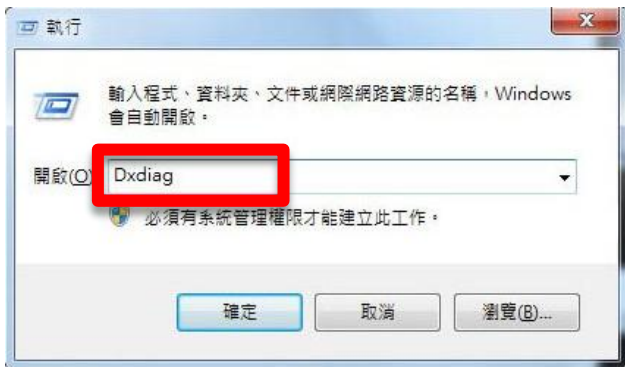 執行
輸入程式、資料夾、文件或網際網路資源的名稱，Windows
會自動開啟。
開啟(O)
Dxdiag
必須有系統管理權限才能建立此工作。
確定
取消
瀏覽(B)...